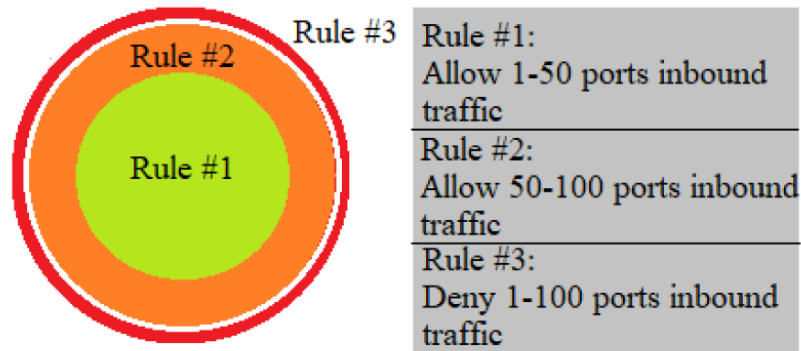 Rule #3
Rule #2
Rule #1
Rule #1:
Allow 1-50 ports inbound
traffic
Rule #2:
Allow 50-100 ports inbound
traffic
Rule #3:
Deny 1-100 ports inbound
traffic